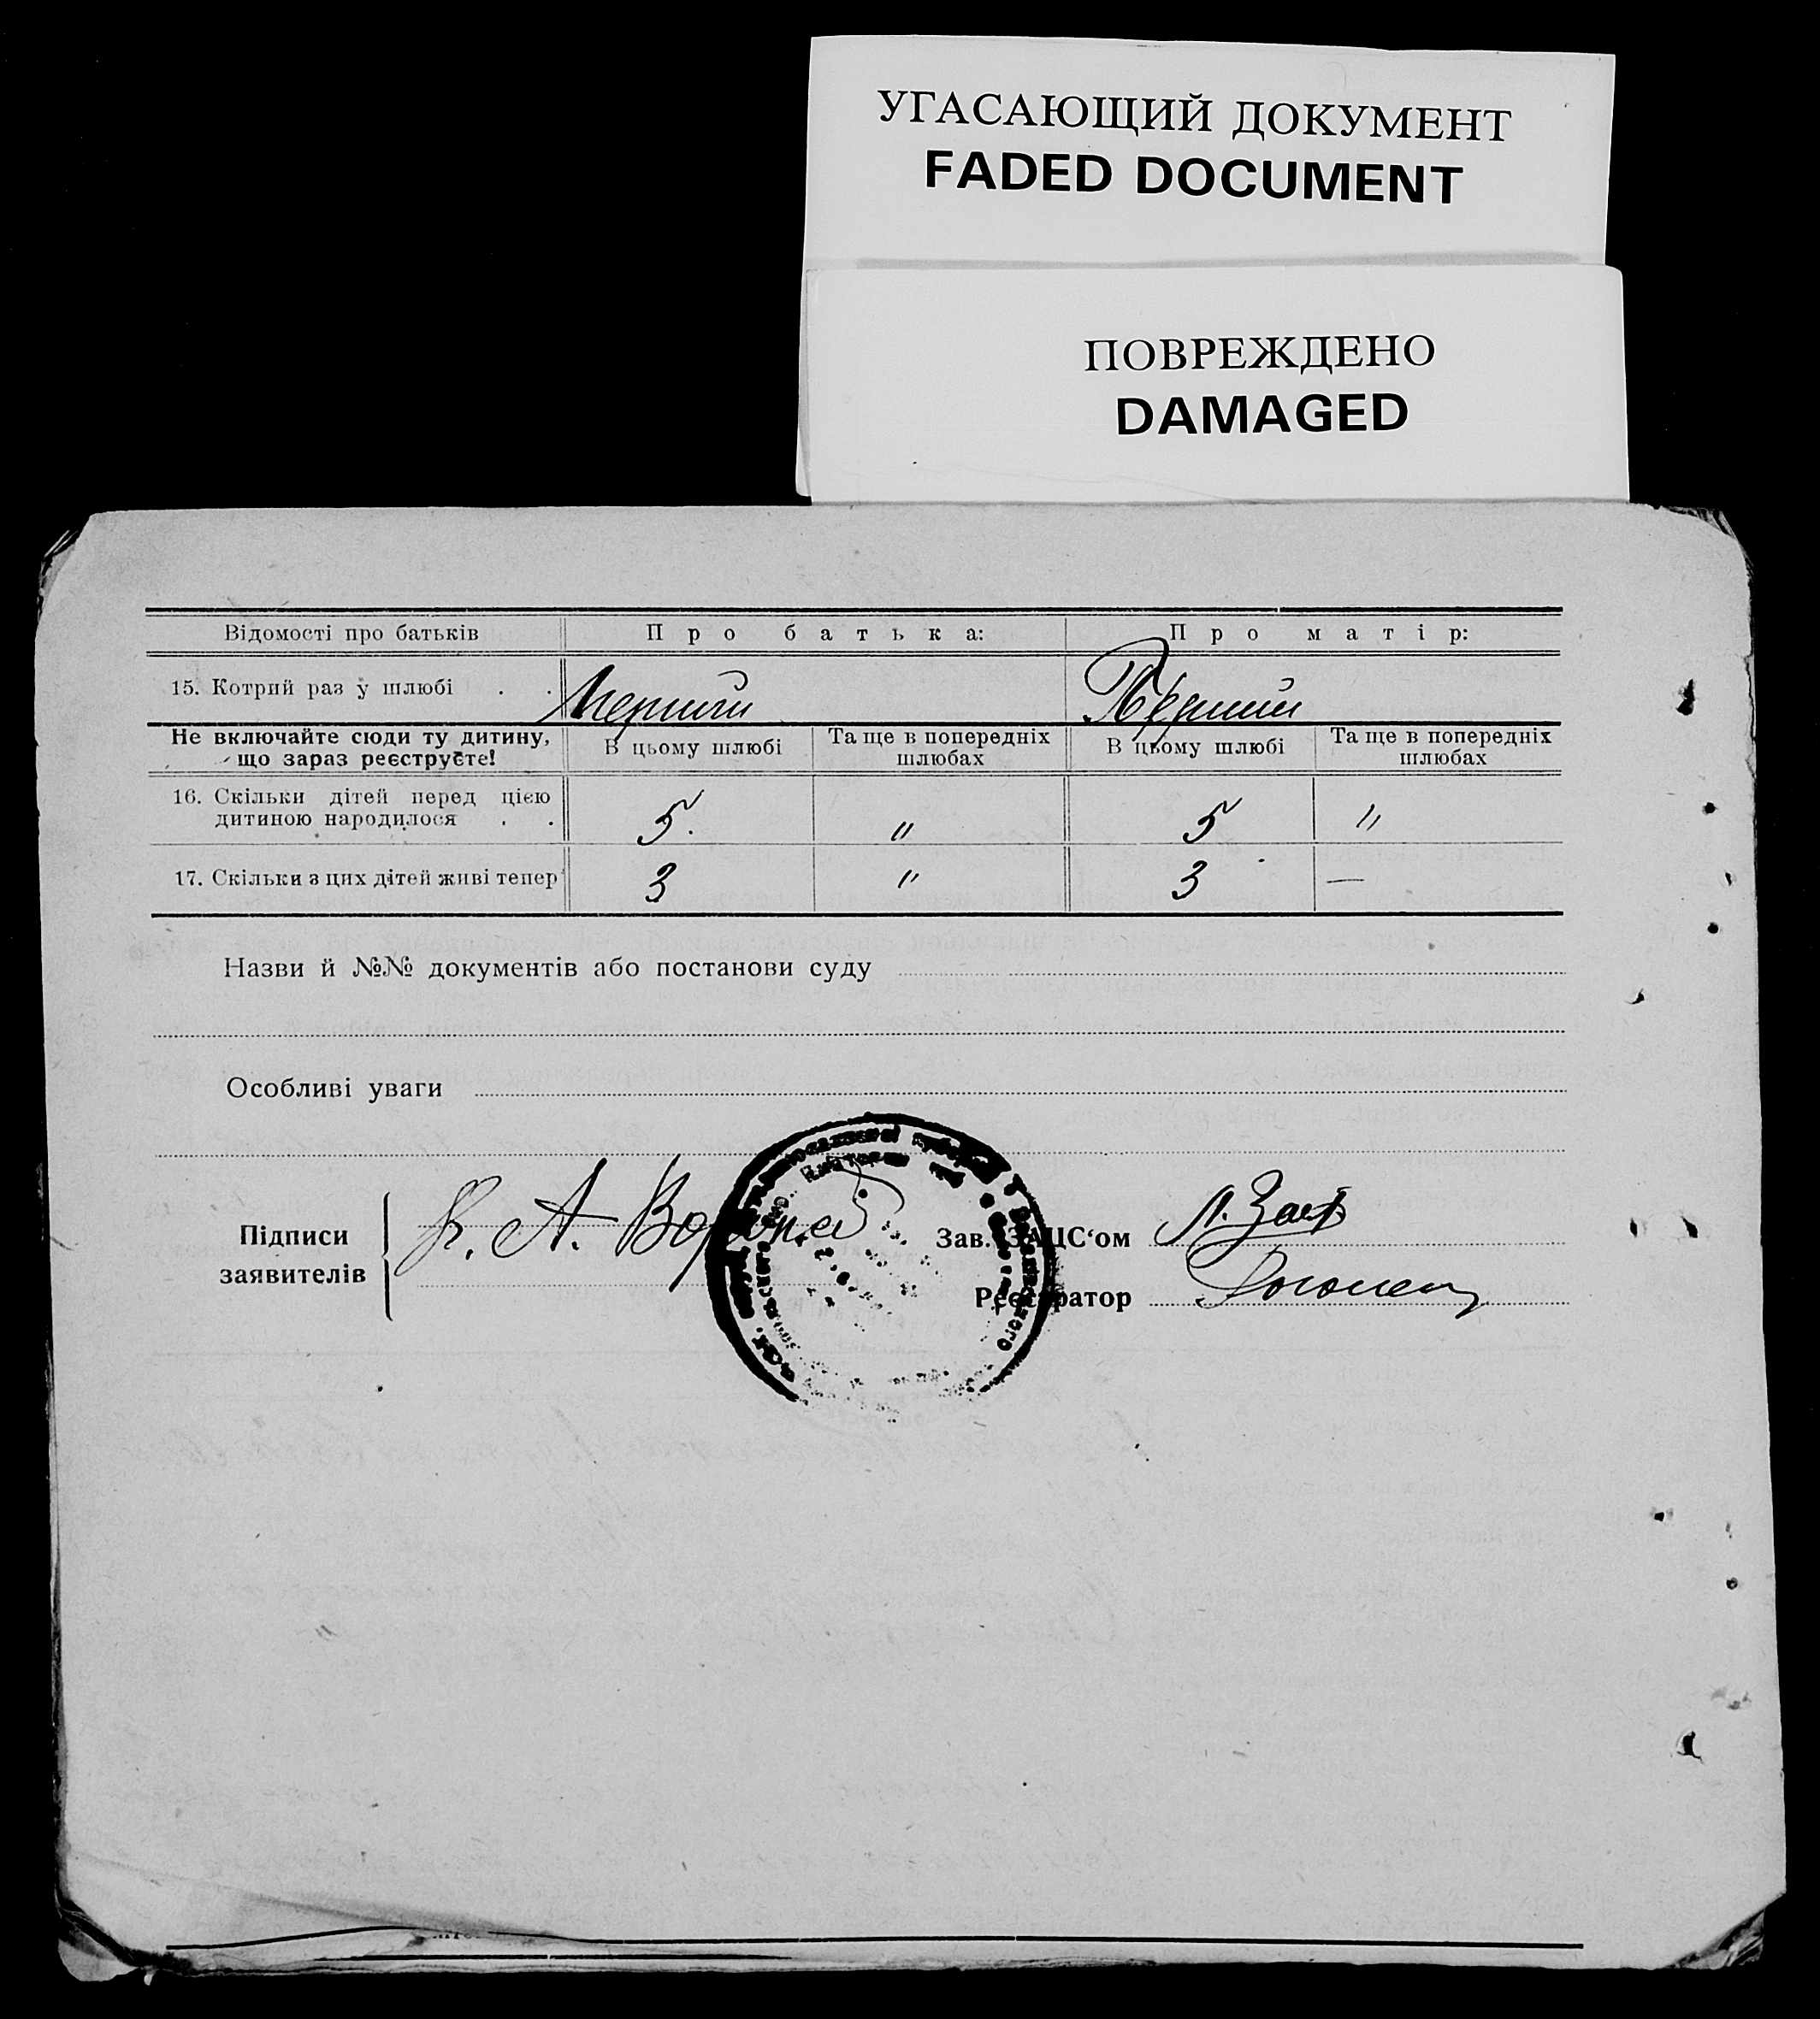 УГАСАЮЩИЙ ДОКУМЕНТ
FADED DOCUMENT
ПОВРЕЖДЕНО
DAMAGED
Відомості про батьків Про батька: Про матір:
15. Котрий раз у шлюбі . . Перший Перший
Не включайте сюди ту дитину, що зараз реєструєте! В цьому шлюбі Та ще в попередніх шлюбах В цьому шлюбі Та ще в попередніх шлюбах
16. Скільки дітей перед цією
дитиною народилося . . 5. " 5 "
17. Скільки з цих дітей живі тепер 3 " 3 —
Назви й №№ документів або постанови суду
Особливі уваги
Підписи
заявителів
А.
Зав. ЗАЦС‘ом
Реєстратор